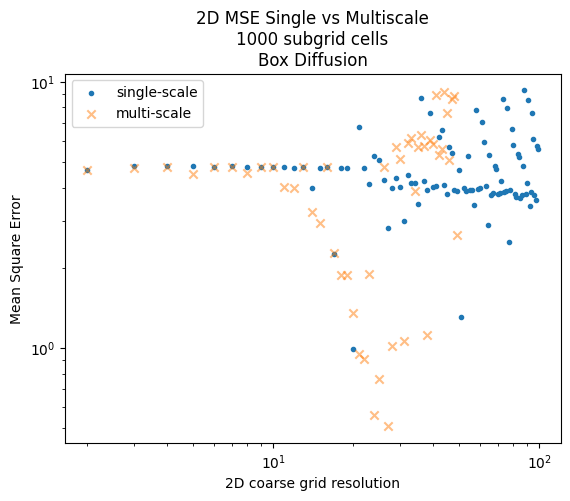 2D MSE Single vs Multiscale
1000 subgrid cells
Box Diffusion
single-scale
multi-scale
Mean Square Error
10¹
10⁰
10¹
10²
2D coarse grid resolution